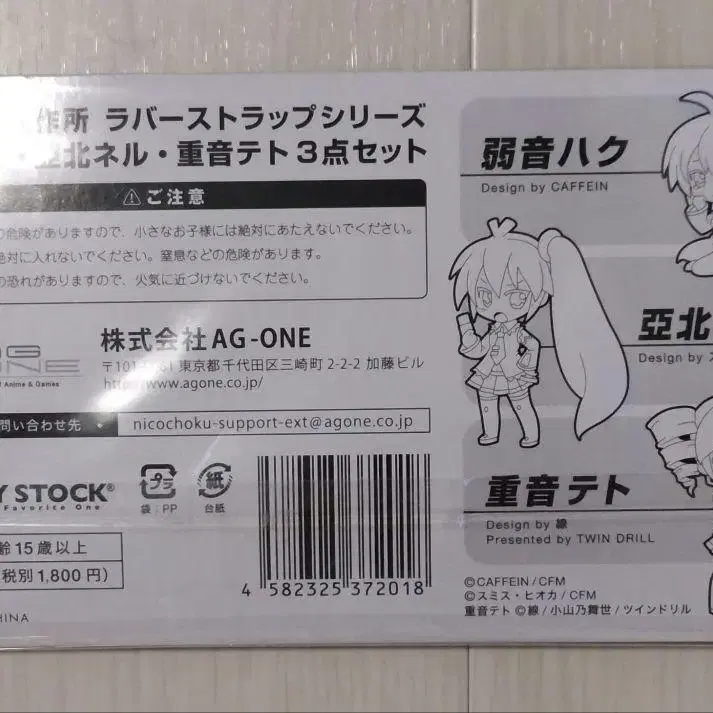 作所 ラバーストラップシリーズ
亞北ネル・重音テト3点セット
⚠ご注意
の危険がありますので、小さなお子様には絶対にあたえないでください。
絶対に入れないでください。窒息などの危険があります。
の恐れがありますので、火気に近づけないでください。
AG
ONE
Anime & Games
株式会社AG-ONE
東京都千代田区三崎町2-2-2 加藤ビル
http://www.agone.co.jp/
問い合わせ先
nicochoku-support-ext@agone.co.jp
Y STOCK®
Favorite One
プラ
袋:PP
紙
台紙
齢15歳以上
税別1,800円)
HINA
4 582325 372018
弱音ハク
Design by CAFFEIN
亞北
Design by
重音テト
Design by 線
Presented by TWIN DRILL
©CAFFEIN/CFM
©スミス・ヒオカ/CFM
重音テト ©線/小山乃舞世/ツインドリル